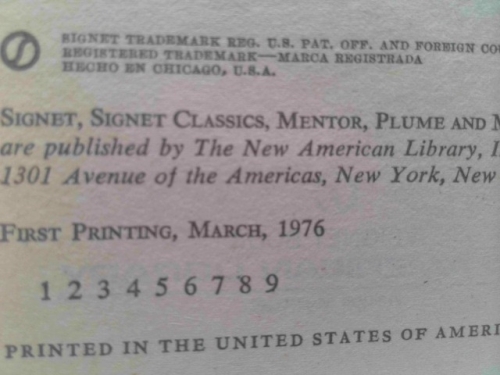 SIGNET TRADEMARK REG. U.S. PAT. OFF. AND FOREIGN
REGISTERED TRADEMARK—MARCA REGISTRADA
HECHO EN CHICAGO, U.S.A.
SIGNET, SIGNET CLASSICS, MENTOR, PLUME AND
are published by The New American Library,
1301 Avenue of the Americas, New York, New
FIRST PRINTING, MARCH, 1976
1 2 3 4 5 6 7 8 9
PRINTED IN THE UNITED STATES OF AMERI